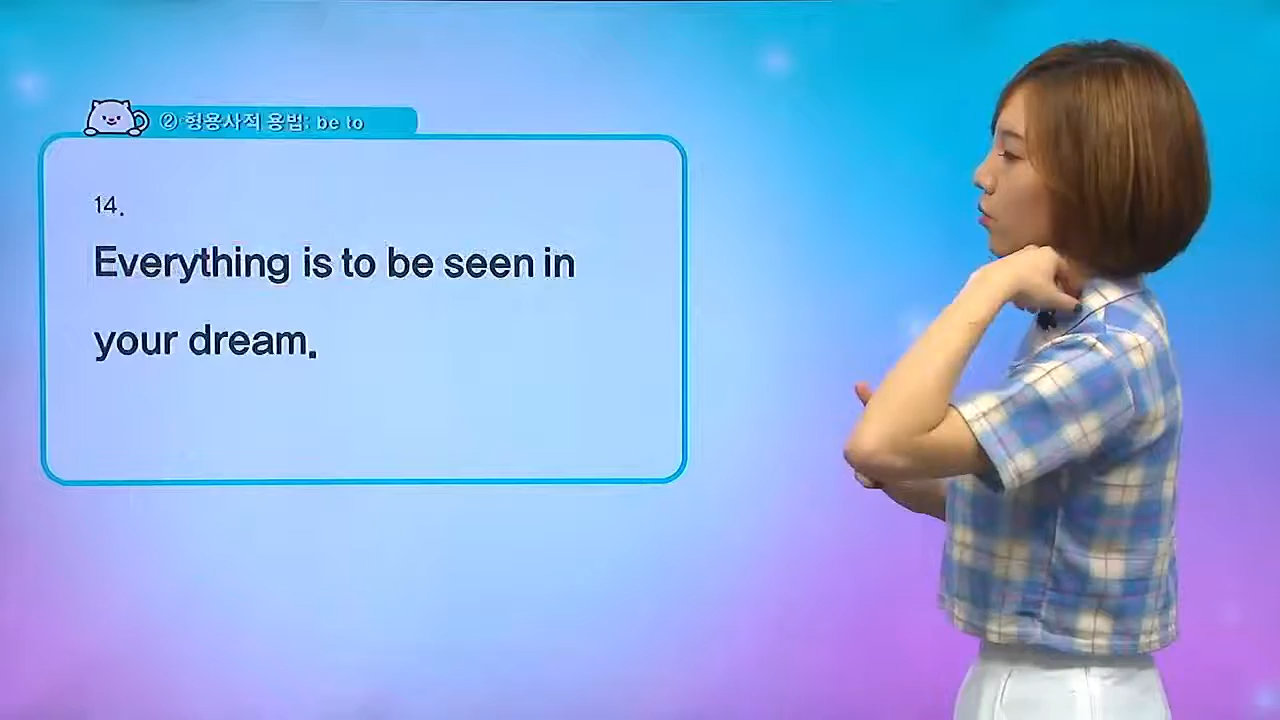 ② 형용사적 용법: be to
14.
Everything is to be seen in
your dream.